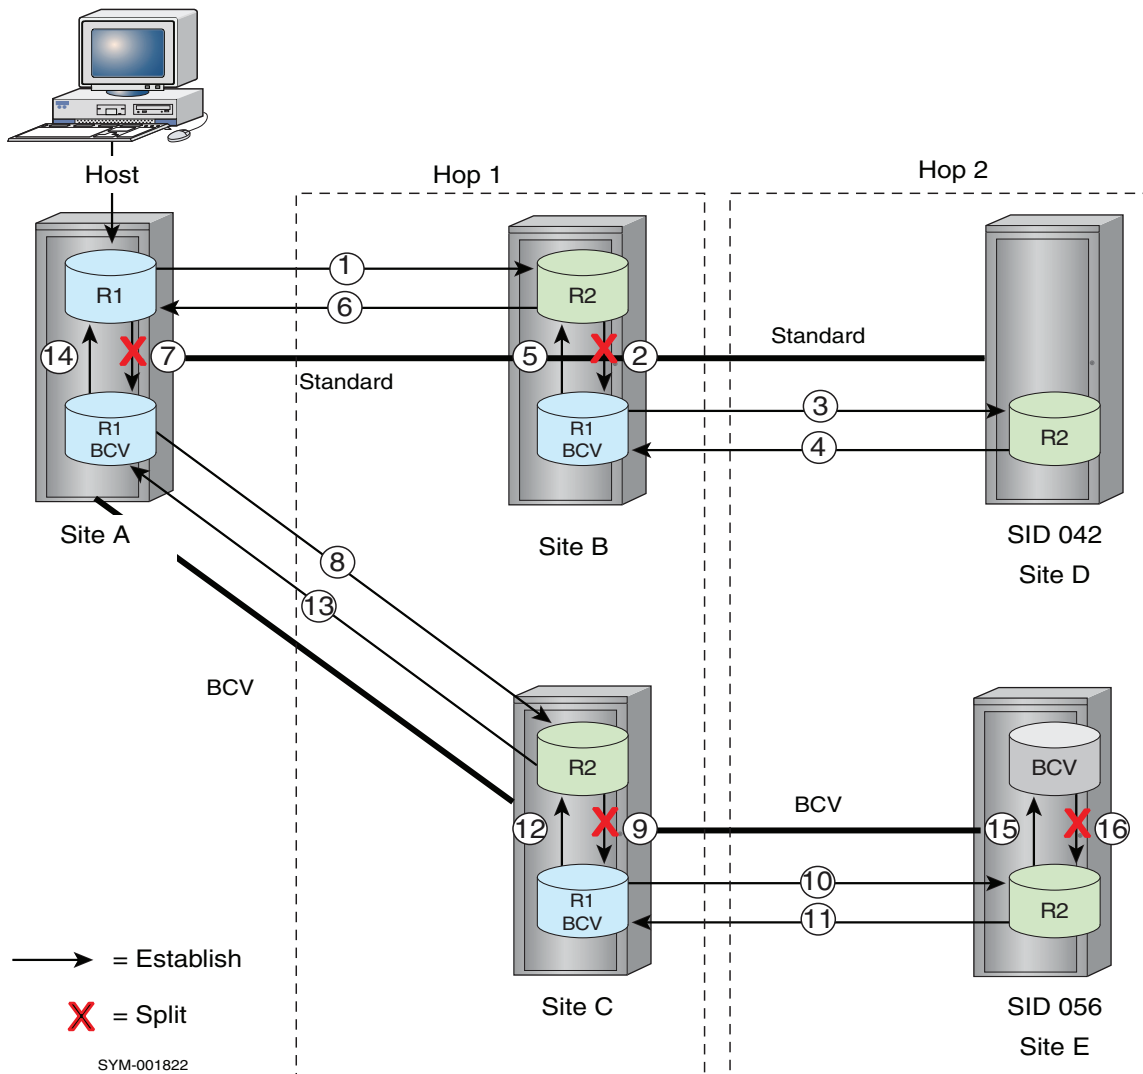 Host
Hop 1
Hop 2
R1
1
6
R2
14
7
5
2
Standard
Standard
R1
BCV
R1
BCV
3
4
R2
Site A
Site B
SID 042
Site D
8
13
BCV
R2
BCV
12
9
BCV
15
16
R1
BCV
10
11
R2
Site C
SID 056
Site E
= Establish
X = Split
SYM-001822